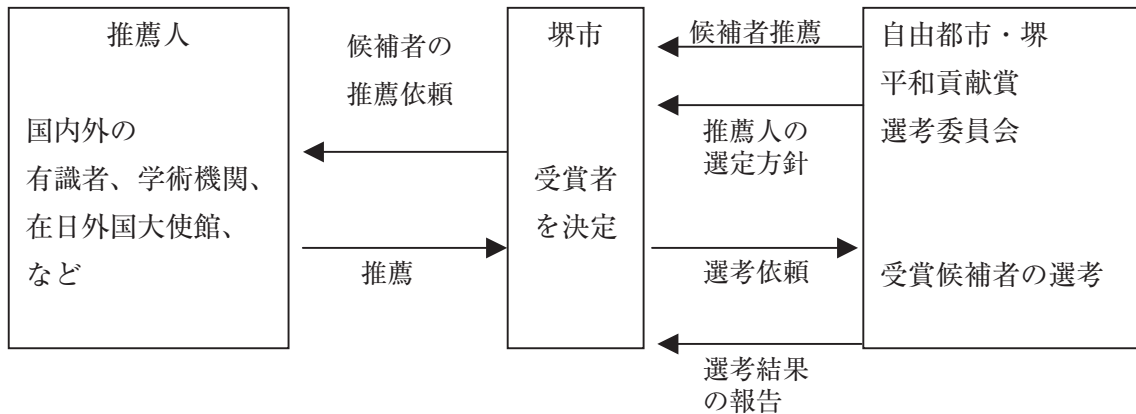 推薦人
国内外の
有識者、学術機関、
在日外国大使館、
など
候補者の
推薦依頼
推薦
堺市
受賞者
を決定
候補者推薦
推薦人の
選定方針
選考依頼
選考結果
の報告
自由都市・堺
平和貢献賞
選考委員会
受賞候補者の選考